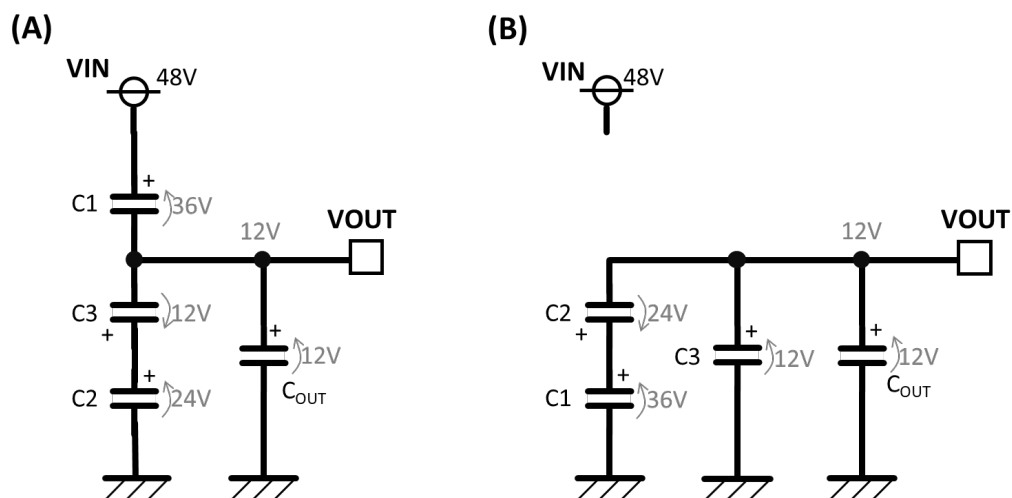 (A)
VIN 48V
+
C1 36V
12V
VOUT
C3 12V
+
+
12V
C2 24V
+
COUT
(B)
VIN 48V
12V
VOUT
C2 24V
+
+
C3 12V
+
12V
COUT
+
C1 36V